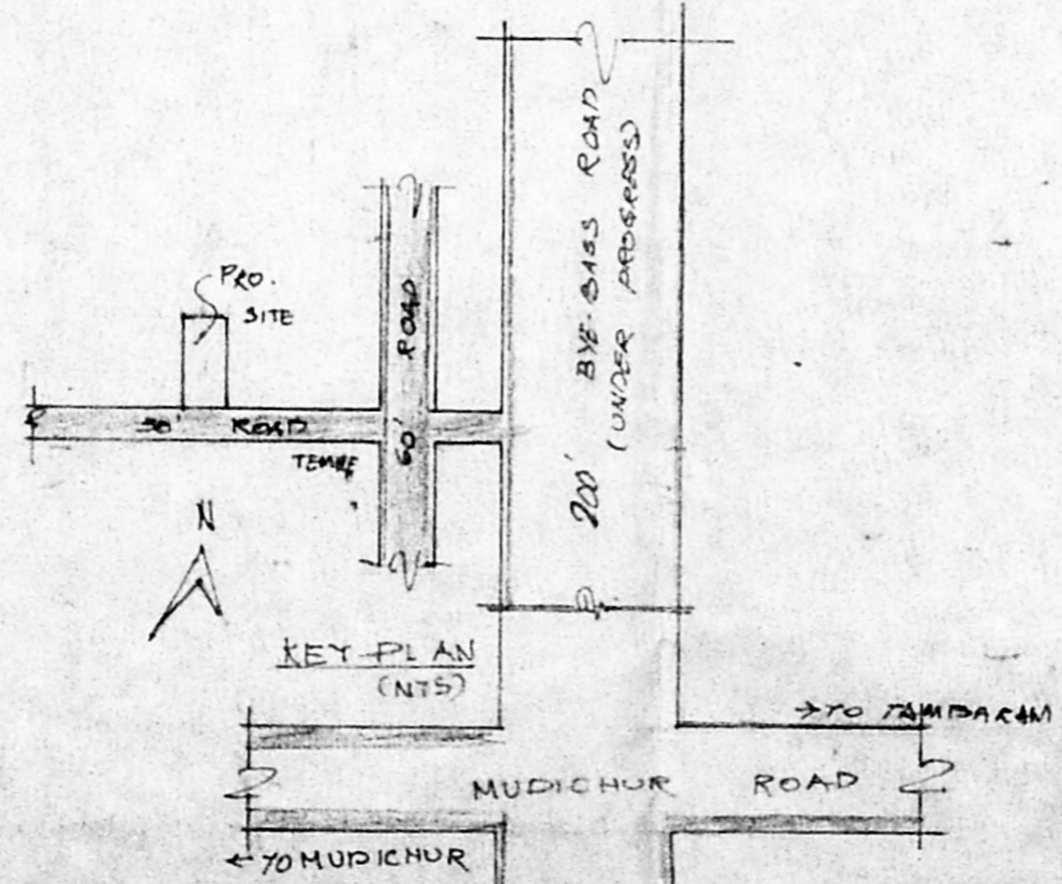 PRO.
SITE
30' ROAD
60' ROAD
200' BYE-BASS ROAD
(UNDER PROGRESS)
N
KEY PLAN
(NTS)
→TO TAMBARAM
MUDICHUR ROAD
←TO MUDICHUR